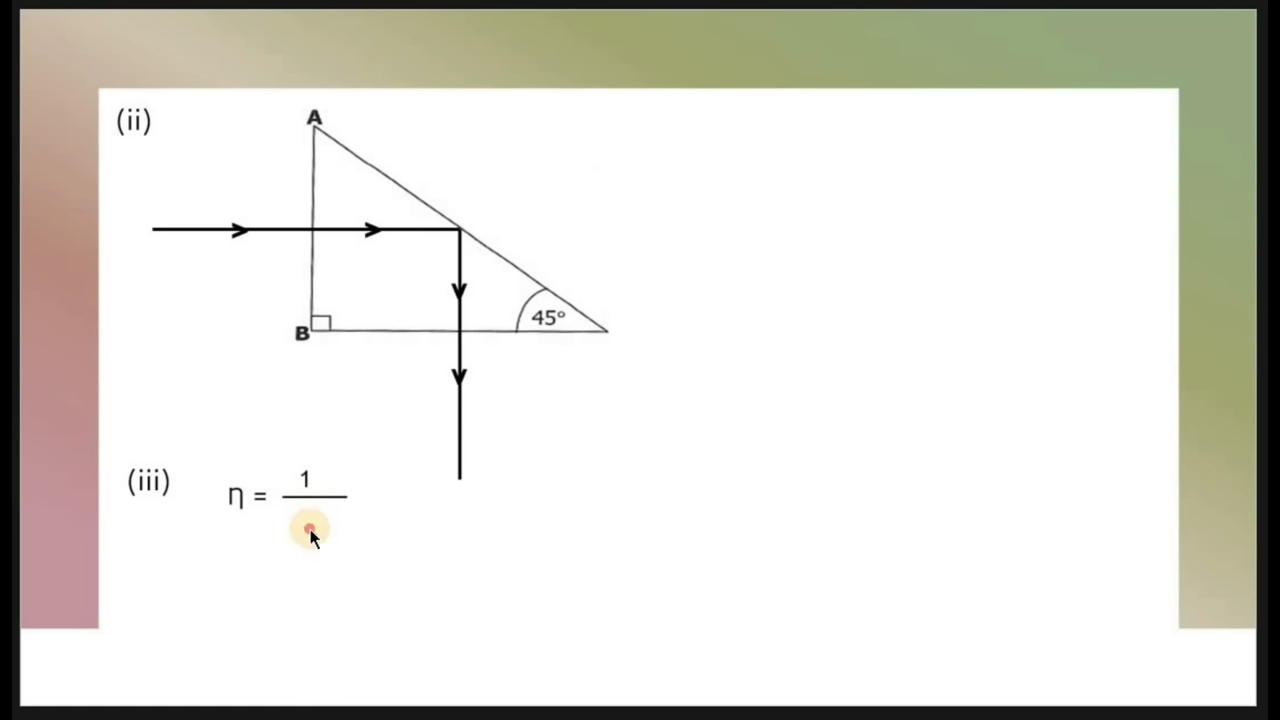 (ii)
A
45°
B
(iii) η = 1